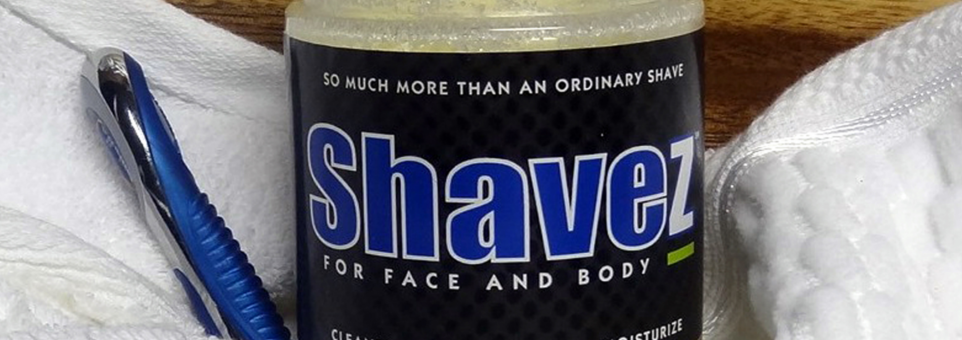 SO MUCH MORE THAN AN ORDINARY SHAVE
Shavez
FOR FACE AND BODY